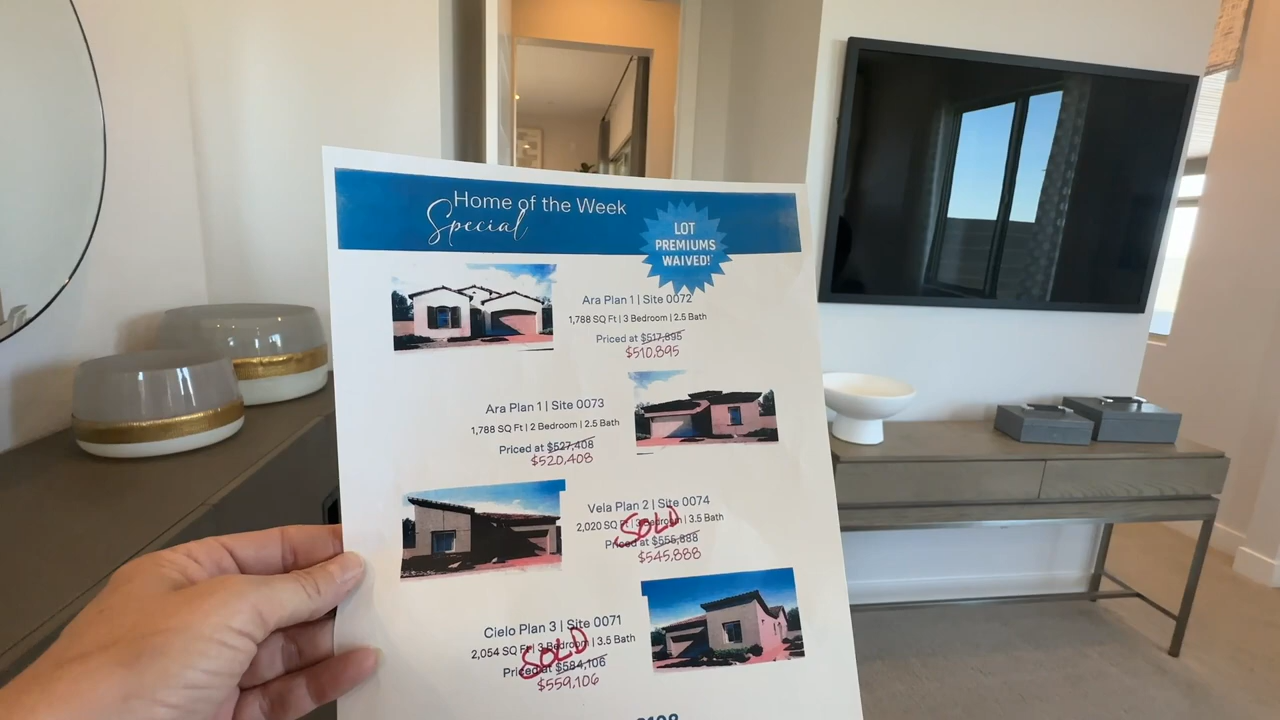 Home of the Week
Special
LOT
PREMIUMS
WAIVED!
Ara Plan 1 | Site 0072
1,788 SQ Ft | 3 Bedroom | 2.5 Bath
Priced at $517,895
$510,895
Ara Plan 1 | Site 0073
1,788 SQ Ft | 2 Bedroom | 2.5 Bath
Priced at $527,408
$520,408
Vela Plan 2 | Site 0074
2,020 SQ Ft | 3 Bedroom | 3.5 Bath
SOLD
Priced at $555,888
$545,888
Cielo Plan 3 | Site 0071
2,054 SQ Ft | 3 Bedroom | 3.5 Bath
SOLD
Priced at $584,106
$559,106